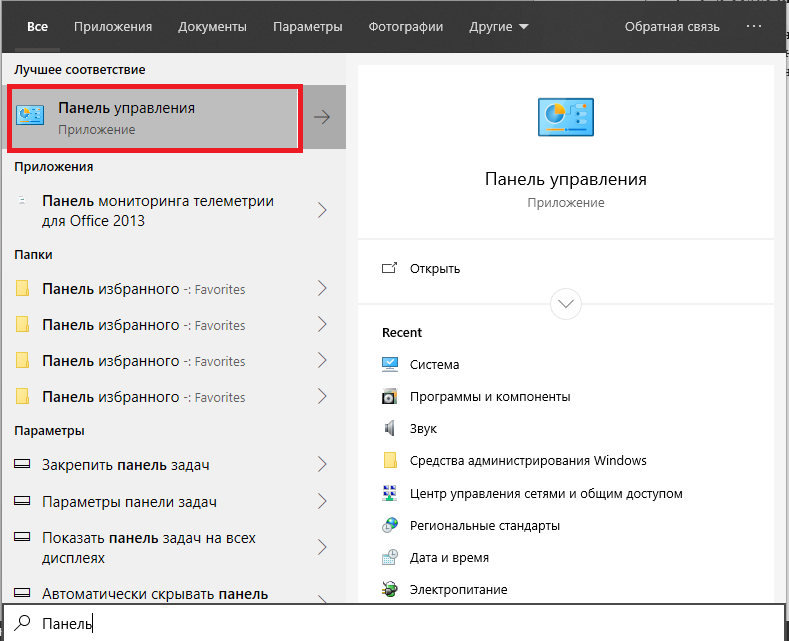 Все Приложения Документы Параметры Фотографии Другие Обратная связь ...
Лучшее соответствие
Панель управления
Приложение
Приложения
Панель мониторинга телеметрии
для Office 2013
Папки
Панель избранного -: Favorites
Панель избранного -: Favorites
Панель избранного -: Favorites
Панель избранного -: Favorites
Параметры
Закрепить панель задач
Параметры панели задач
Показать панель задач на всех
дисплеях
Автоматически скрывать панель
Панель управления
Приложение
Открыть
Recent
Система
Программы и компоненты
Звук
Средства администрирования Windows
Центр управления сетями и общим доступом
Региональные стандарты
Дата и время
Электропитание
Панель